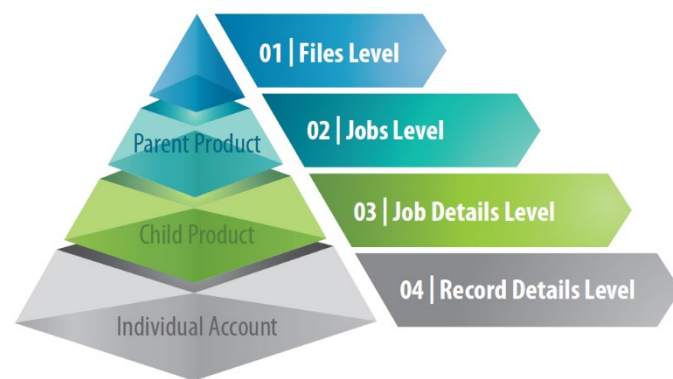 01 | Files Level
02 | Jobs Level
Parent Product
03 | Job Details Level
Child Product
04 | Record Details Level
Individual Account